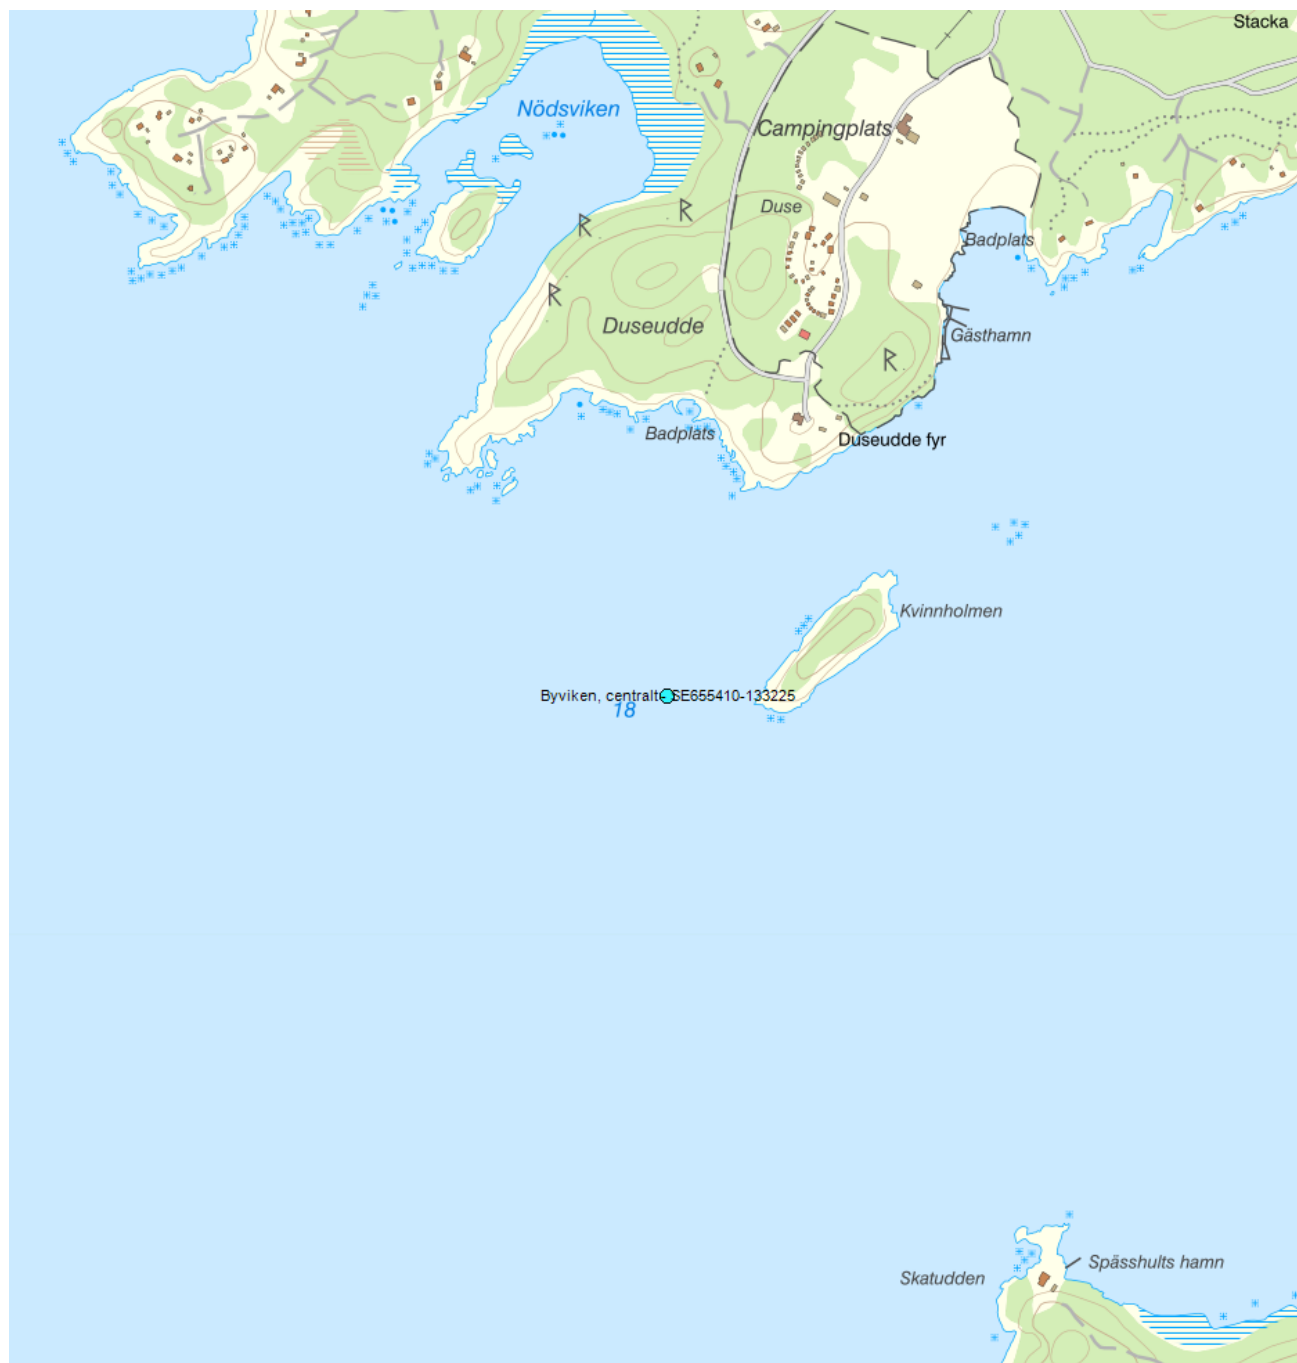 Stacka
Nödsviken
Campingplats
Duse
Badplats
R
R
R
Duseudde
Gästhamn
R
Badplats
Duseudde fyr
Kvinnholmen
Byviken, centralt- SE655410-133225
18
Spässhults hamn
Skatudden